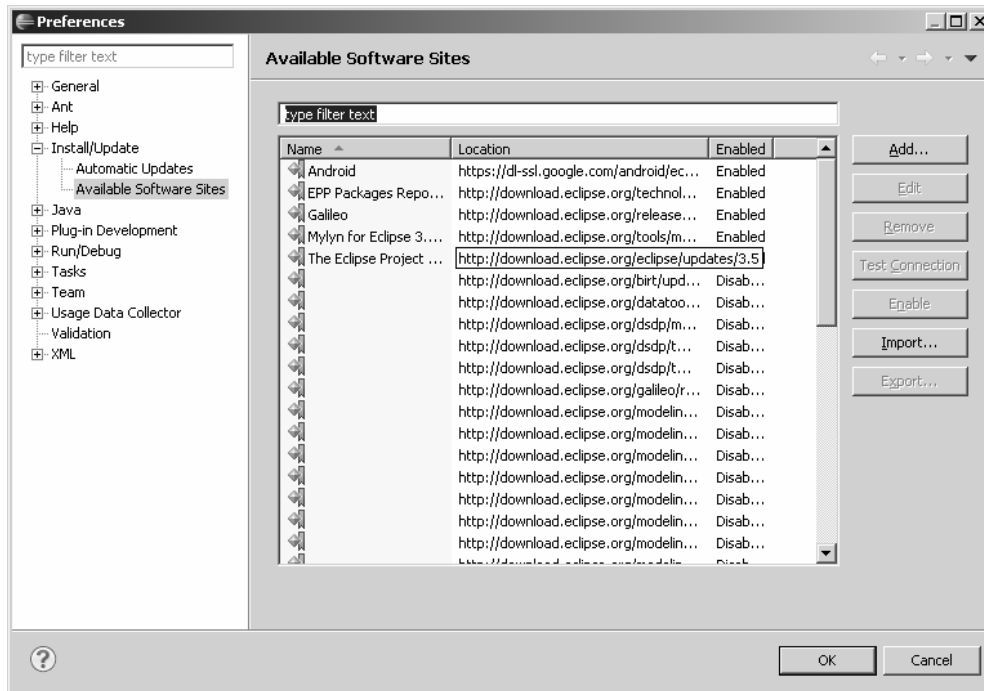 Preferences
type filter text
General
Ant
Help
Install/Update
Automatic Updates
Available Software Sites
Java
Plug-in Development
Run/Debug
Tasks
Team
Usage Data Collector
Validation
XML
Available Software Sites
type filter text
Name Location Enabled
Android https://dl-ssl.google.com/android/ec... Enabled
EPP Packages Repo... http://download.eclipse.org/technol... Enabled
Galileo http://download.eclipse.org/release... Enabled
Mylyn for Eclipse 3.... http://download.eclipse.org/tools/m... Enabled
The Eclipse Project ... http://download.eclipse.org/eclipse/updates/3.5
http://download.eclipse.org/birt/upd... Disab...
http://download.eclipse.org/datatoo... Disab...
http://download.eclipse.org/dsdp/m... Disab...
http://download.eclipse.org/dsdp/t... Disab...
http://download.eclipse.org/dsdp/t... Disab...
http://download.eclipse.org/galileo/r... Disab...
http://download.eclipse.org/modelin... Disab...
http://download.eclipse.org/modelin... Disab...
http://download.eclipse.org/modelin... Disab...
http://download.eclipse.org/modelin... Disab...
http://download.eclipse.org/modelin... Disab...
http://download.eclipse.org/modelin... Disab...
http://download.eclipse.org/modelin... Disab...
Add...
Edit
Remove
Test Connection
Enable
Import...
Export...
?
OK
Cancel